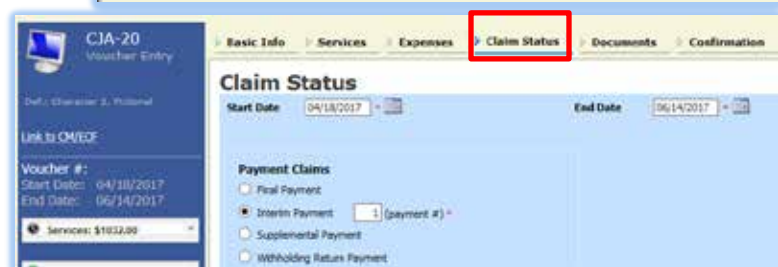 CJA-20
Voucher Entry
Link to CM/ECF
Voucher #:
Start Date: 04/18/2017
End Date: 06/14/2017
Services: $1032.00
Basic Info Services Expenses Claim Status Documents Confirmation
Claim Status
Start Date 04/18/2017 * End Date 06/14/2017 *
Payment Claims
Final Payment
Interim Payment 1 (payment #) *
Supplemental Payment
Withholding Return Payment